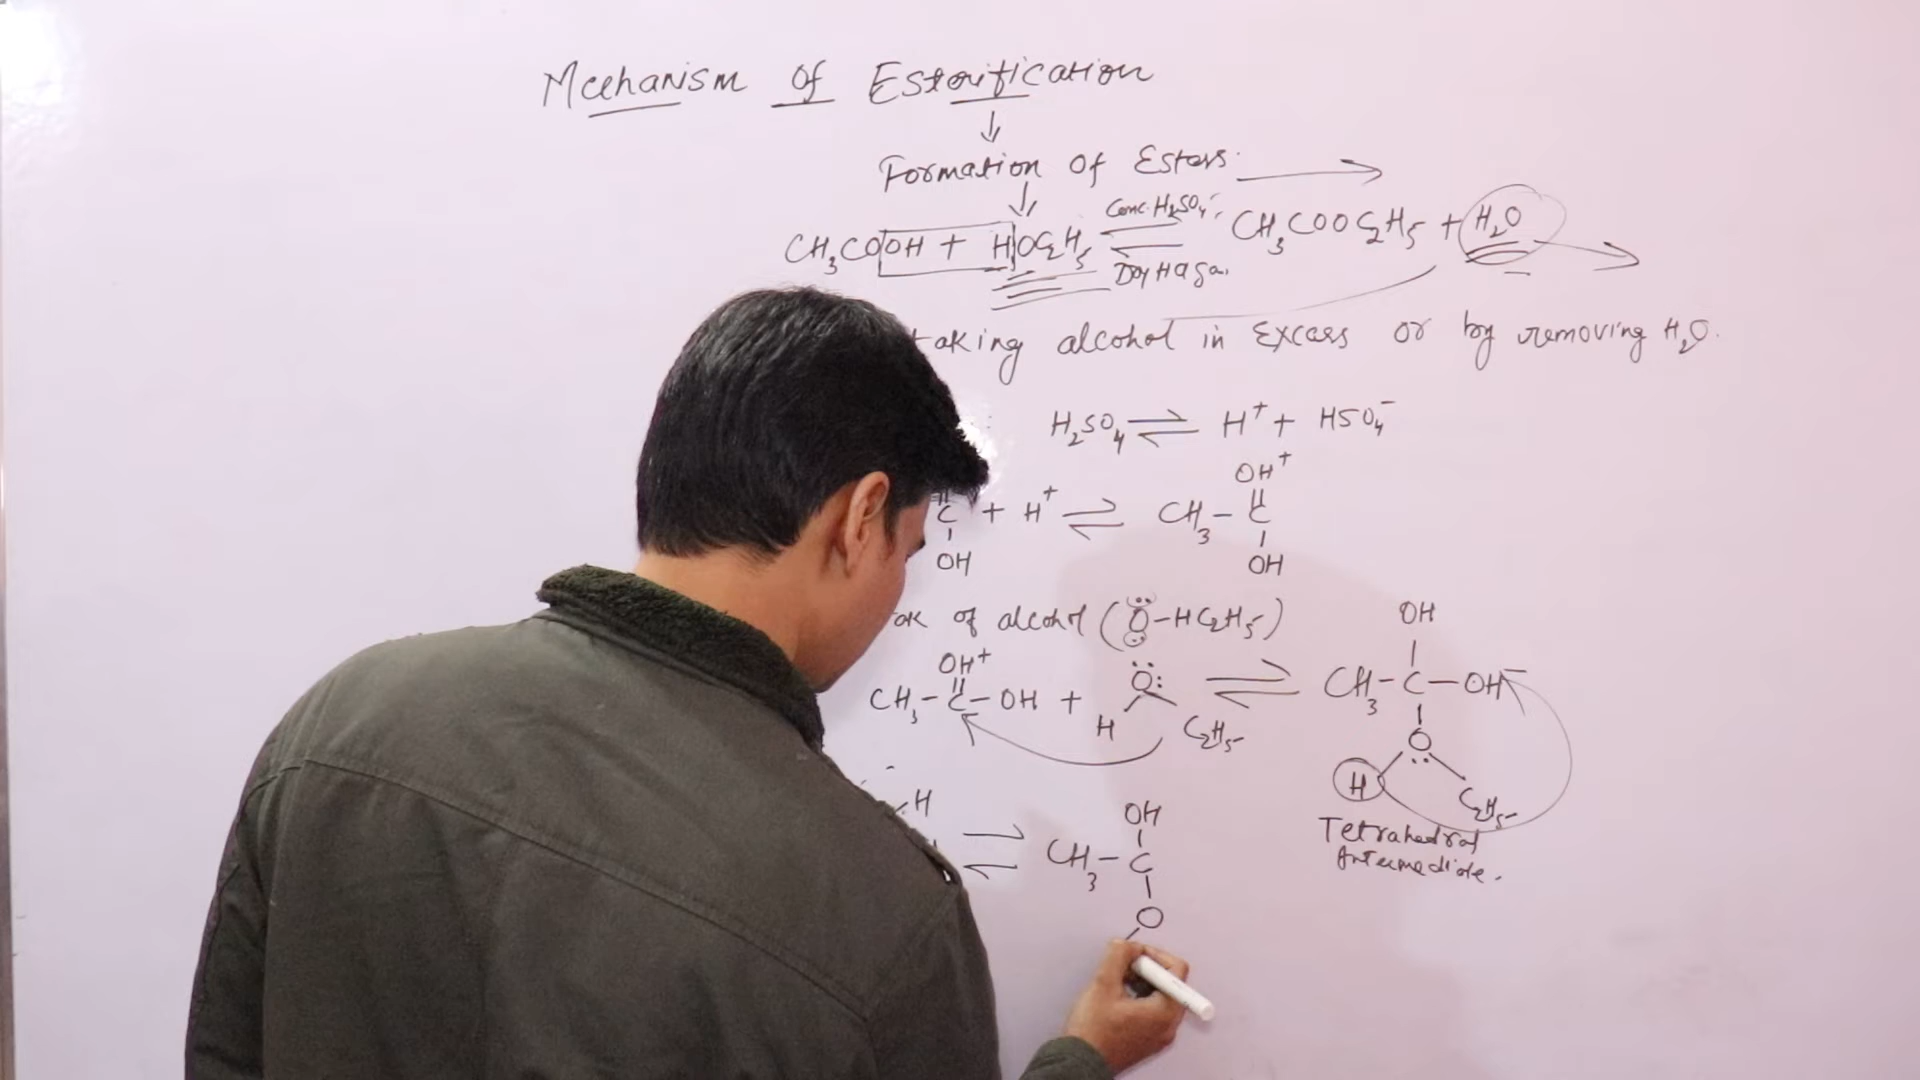 Mechanism of Esterification
↓
Formation of Esters.
↓
CH3COOH + HOC2H5 ⇌ CH3COOC2H5 + H2O
Conc. H2SO4
Dry HCl gas.
taking alcohol in Excess or by removing H2O.
H2SO4 ⇌ H+ + HSO4-
OH+
C + H+ ⇌ CH3 - C
OH OH
of alcohol (O-HC2H5)
OH
OH+
CH3 - C - OH + O ⇌ CH3 - C - OH
H C2H5 O
H C2H5
Tetrahedral
H OH
⇌ CH3 - C
O